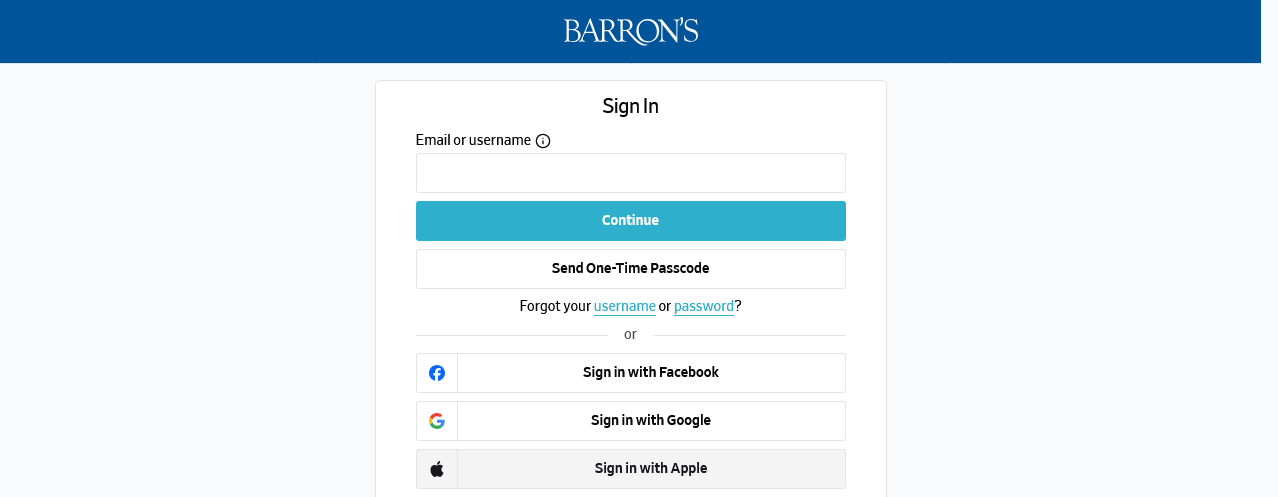 BARRON'S
Sign In
Email or username
Continue
Send One-Time Passcode
Forgot your username or password?
or
Sign in with Facebook
Sign in with Google
Sign in with Apple